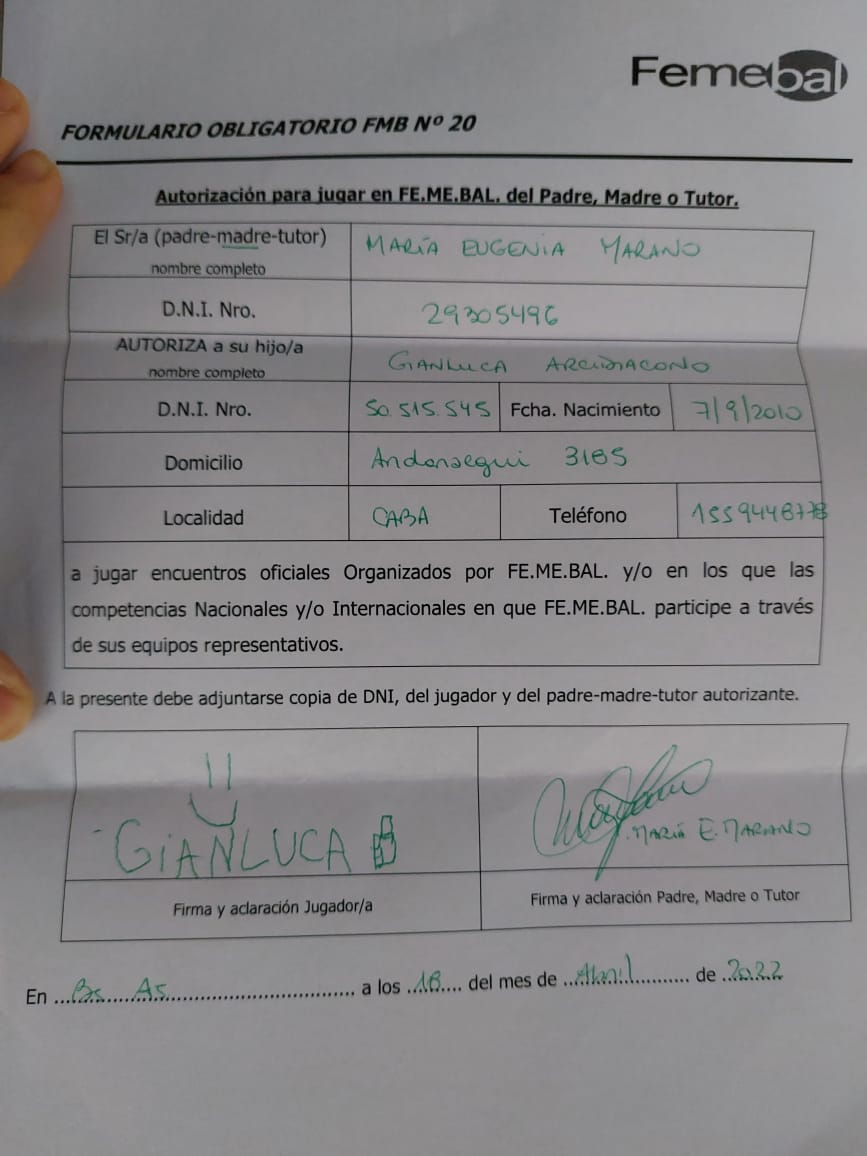 Femebal
FORMULARIO OBLIGATORIO FMB Nº 20
Autorización para jugar en FE.ME.BAL. del Padre, Madre o Tutor.
El Sr/a (padre-madre-tutor) nombre completo MARÍA EUGENIA MARANO
D.N.I. Nro. 29305496
AUTORIZA a su hijo/a nombre completo GIANLUCA ARCIDIACONO
D.N.I. Nro. 50.515.545 Fcha. Nacimiento 7/9/2010
Domicilio Andonaegui 3185
Localidad CABA Teléfono 1559448778
a jugar encuentros oficiales Organizados por FE.ME.BAL. y/o en los que las
competencias Nacionales y/o Internacionales en que FE.ME.BAL. participe a través
de sus equipos representativos.
A la presente debe adjuntarse copia de DNI, del jugador y del padre-madre-tutor autorizante.
GIANLUCA
MARÍA E. MARANO
Firma y aclaración Jugador/a Firma y aclaración Padre, Madre o Tutor
En Bs As a los 18 del mes de Abril de 2022